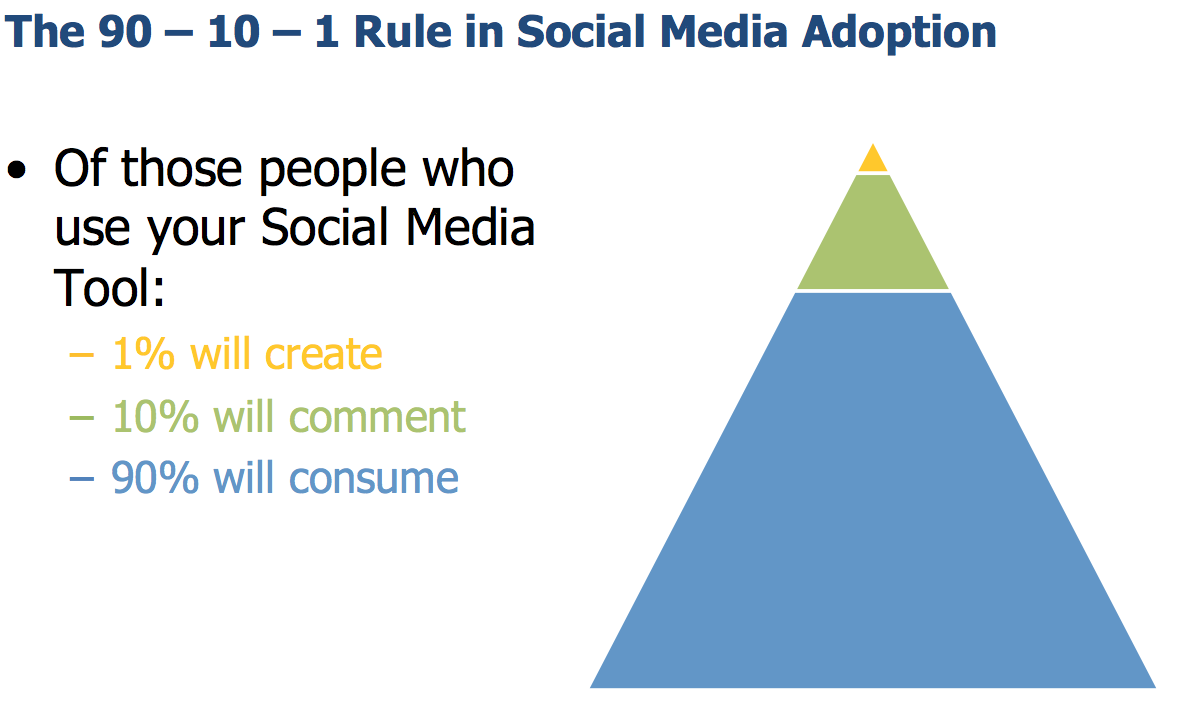 The 90 – 10 – 1 Rule in Social Media Adoption
• Of those people who
use your Social Media
Tool:
– 1% will create
– 10% will comment
– 90% will consume